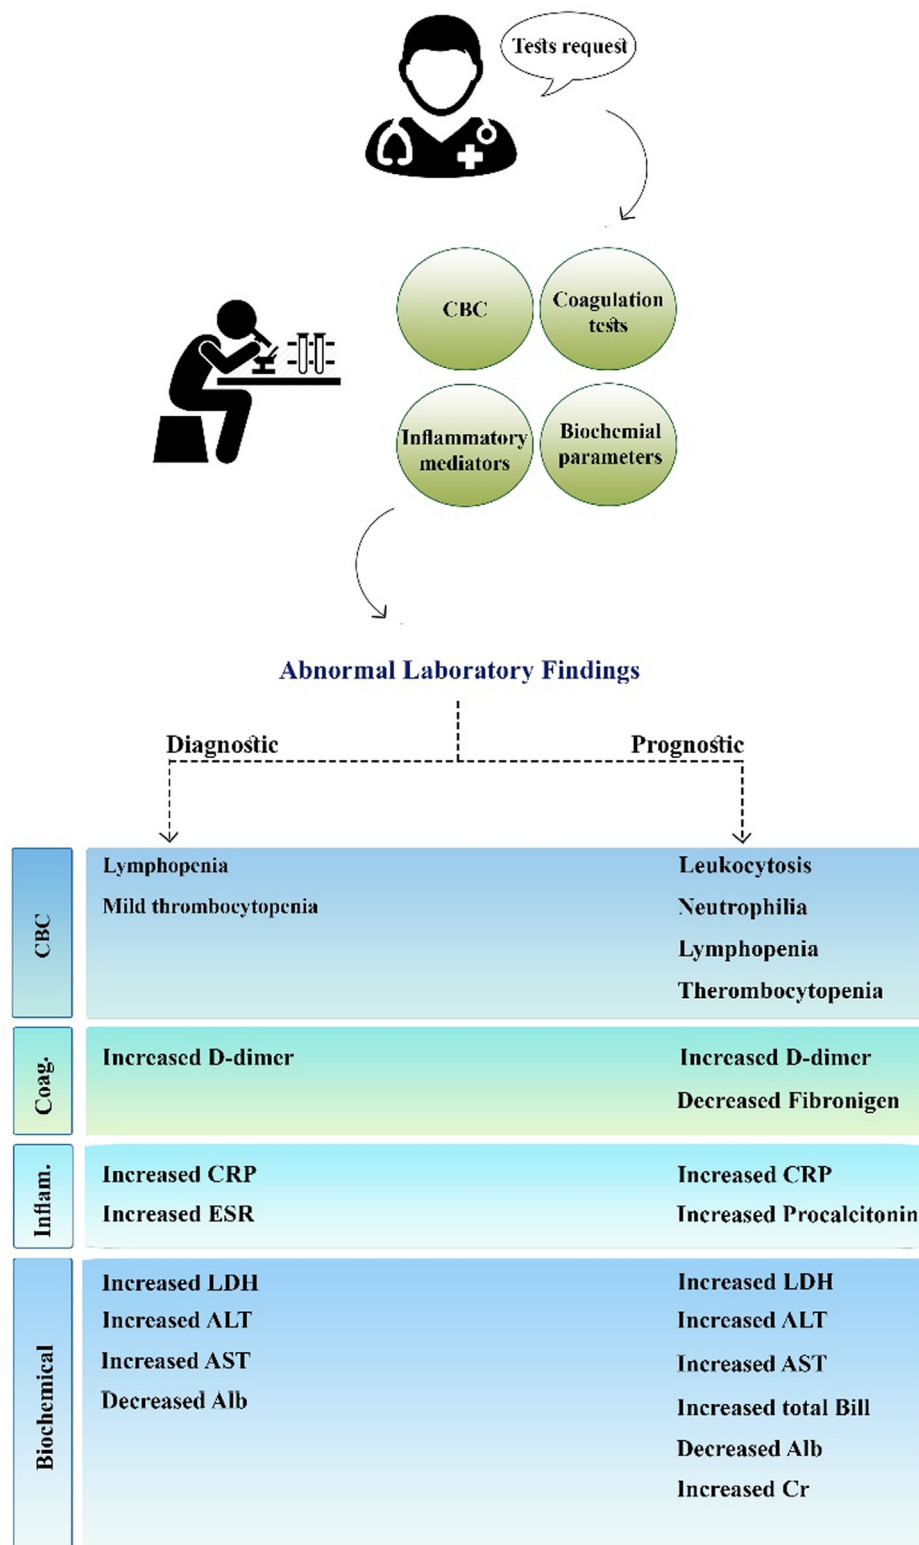 Tests request
CBC
Coagulation
tests
Inflammatory
mediators
Biochemial
parameters
Abnormal Laboratory Findings
Diagnostic
Prognostic
CBC
Lymphopenia
Mild thrombocytopenia
Leukocytosis
Neutrophilia
Lymphopenia
Therombocytopenia
Coag.
Increased D-dimer
Increased D-dimer
Decreased Fibronigen
Inflam.
Increased CRP
Increased ESR
Increased CRP
Increased Procalcitonin
Biochemical
Increased LDH
Increased ALT
Increased AST
Decreased Alb
Increased LDH
Increased ALT
Increased AST
Increased total Bill
Decreased Alb
Increased Cr